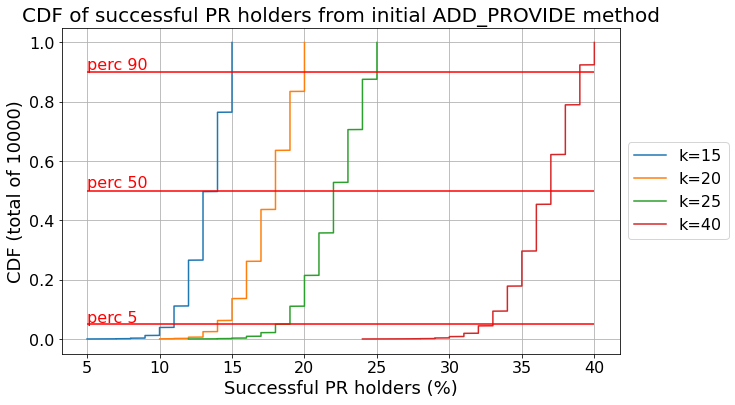 CDF of successful PR holders from initial ADD_PROVIDE method
CDF (total of 10000)
1.0
0.8
0.6
0.4
0.2
0.0
perc 90
perc 50
perc 5
5 10 15 20 25 30 35 40
Successful PR holders (%)
k=15
k=20
k=25
k=40